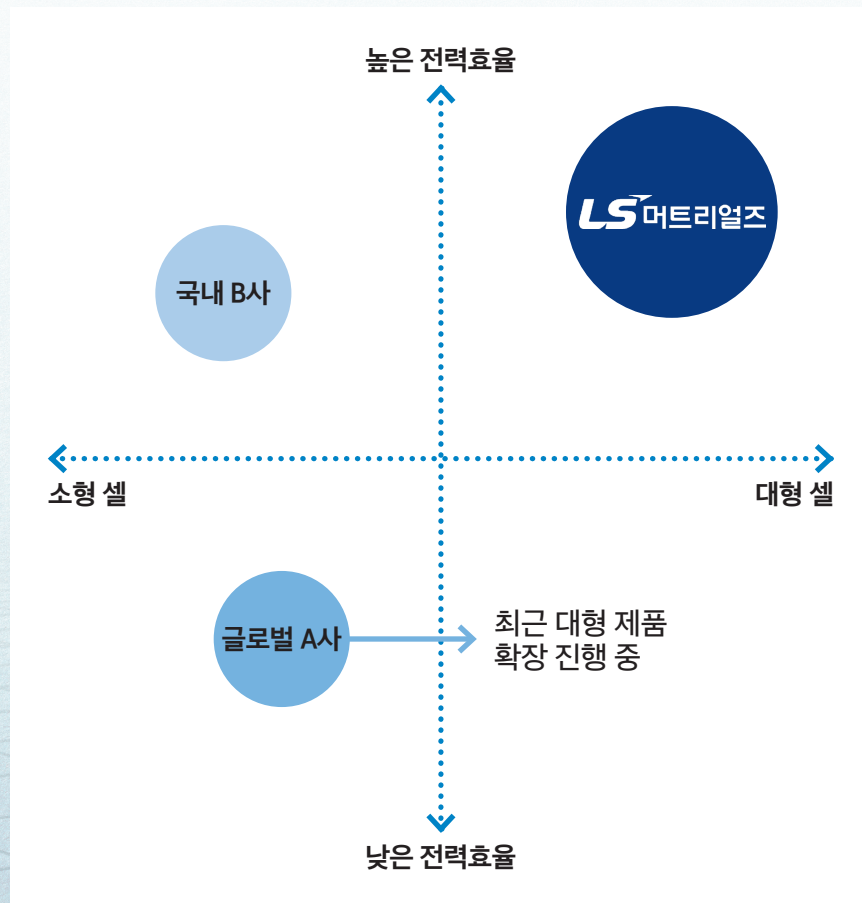 높은 전력효율
LS 머트리얼즈
국내 B사
소형 셀
대형 셀
글로벌 A사
최근 대형 제품
확장 진행 중
낮은 전력효율